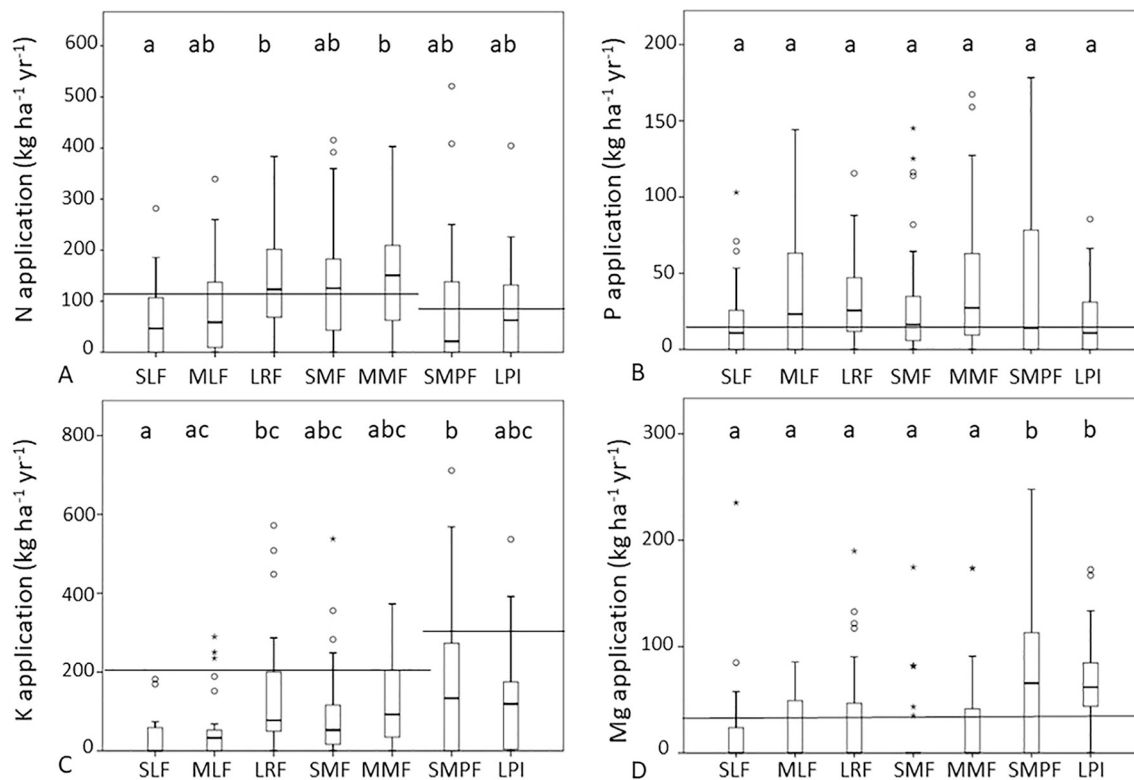 N application (kg ha⁻¹ yr⁻¹)
600
500
400
300
200
100
0
a ab b ab b ab ab
SLF MLF LRF SMF MMF SMPF LPI
A
P application (kg ha⁻¹ yr⁻¹)
200
150
100
50
0
a a a a a a a
SLF MLF LRF SMF MMF SMPF LPI
B
K application (kg ha⁻¹ yr⁻¹)
800
600
400
200
0
a ac bc abc abc b abc
SLF MLF LRF SMF MMF SMPF LPI
C
Mg application (kg ha⁻¹ yr⁻¹)
300
200
100
0
a a a a a b b
SLF MLF LRF SMF MMF SMPF LPI
D